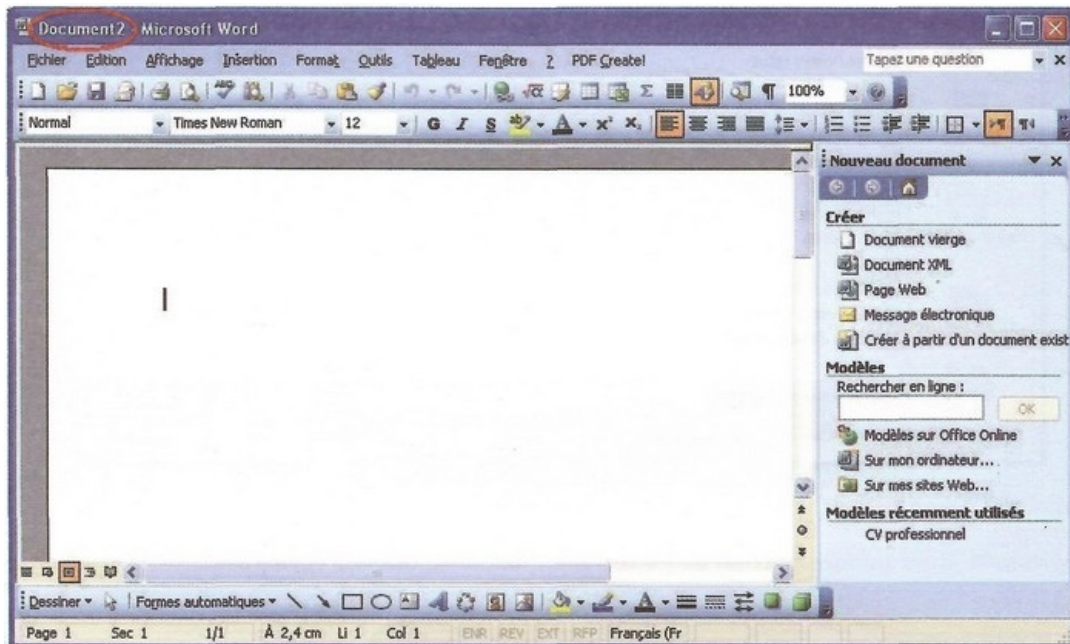 Document2 - Microsoft Word
Fichier Edition Affichage Insertion Format Outils Tableau Fenêtre ? PDF Create! Tapez une question
100%
Normal Times New Roman 12 G I S
Nouveau document
Créer
Document vierge
Document XML
Page Web
Message électronique
Créer à partir d'un document exist
Modèles
Rechercher en ligne :
OK
Modèles sur Office Online
Sur mon ordinateur...
Sur mes sites Web...
Modèles récemment utilisés
CV professionnel
Dessiner Formes automatiques
Page 1 Sec 1 1/1 À 2,4 cm Li 1 Col 1 ENR REV EXT RFP Français (Fr